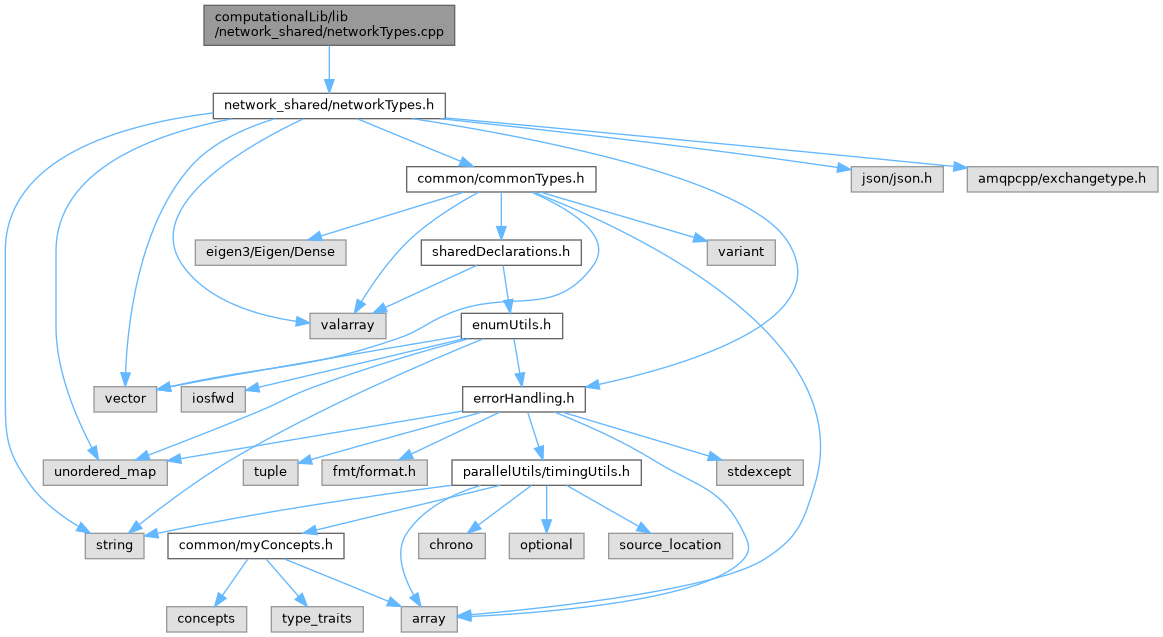 computationalLib/lib
/network_shared/networkTypes.cpp
network_shared/networkTypes.h
common/commonTypes.h
json/json.h
amqpcpp/exchangetype.h
eigen3/Eigen/Dense
sharedDeclarations.h
variant
valarray
enumUtils.h
vector
iosfwd
errorHandling.h
unordered_map
tuple
fmt/format.h
parallelUtils/timingUtils.h
stdexcept
string
common/myConcepts.h
chrono
optional
source_location
concepts
type_traits
array